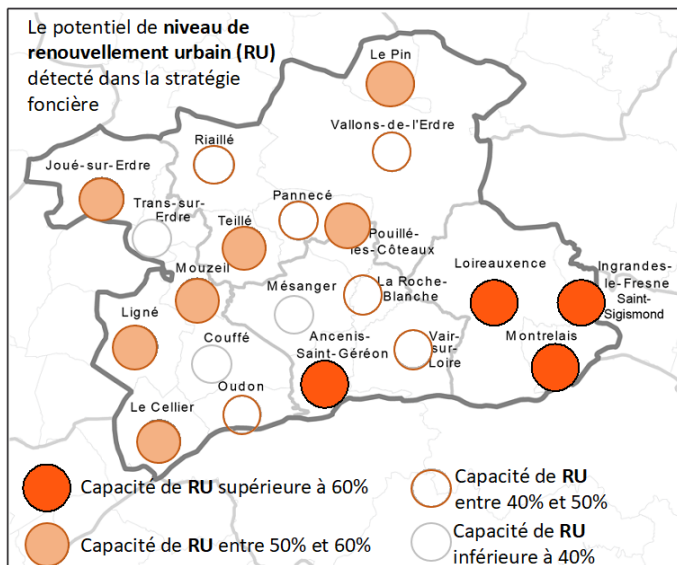 Le potentiel de niveau de
renouvellement urbain (RU)
détecté dans la stratégie
foncière
Le Pin
Vallons-de-l'Erdre
Riaillé
Joué-sur-Erdre
Trans-sur-
Erdre
Pannecé
Teillé
Pouillé-
les-Côteaux
Mouzeil
Mésanger
La Roche-
Blanche
Loireauxence
Ingrandes-
le-Fresne
Saint-
Sigismond
Ligné
Couffé
Ancenis-
Saint-Géréon
Vair-
sur-
Loire
Montrelais
Oudon
Le Cellier
Capacité de RU supérieure à 60%
Capacité de RU
entre 40% et 50%
Capacité de RU entre 50% et 60%
Capacité de RU
inférieure à 40%